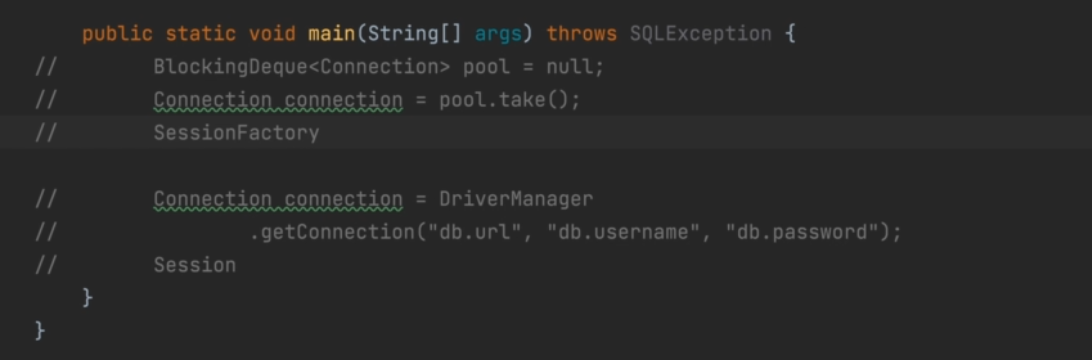 public static void main(String[] args) throws SQLException {
//        BlockingDeque<Connection> pool = null;
//        Connection connection = pool.take();
//        SessionFactory
//        Connection connection = DriverManager
//                .getConnection("db.url", "db.username", "db.password");
//        Session
}
}